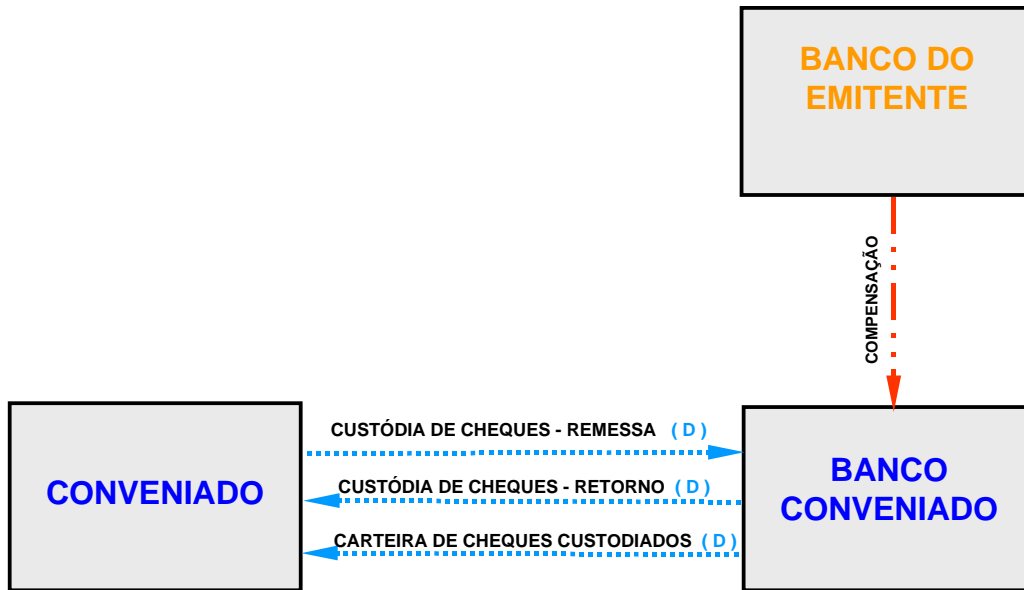 BANCO DO
EMITENTE
COMPENSAÇÃO
CUSTÓDIA DE CHEQUES - REMESSA ( D )
CONVENIADO
CUSTÓDIA DE CHEQUES - RETORNO ( D )
CARTEIRA DE CHEQUES CUSTODIADOS ( D )
BANCO
CONVENIADO